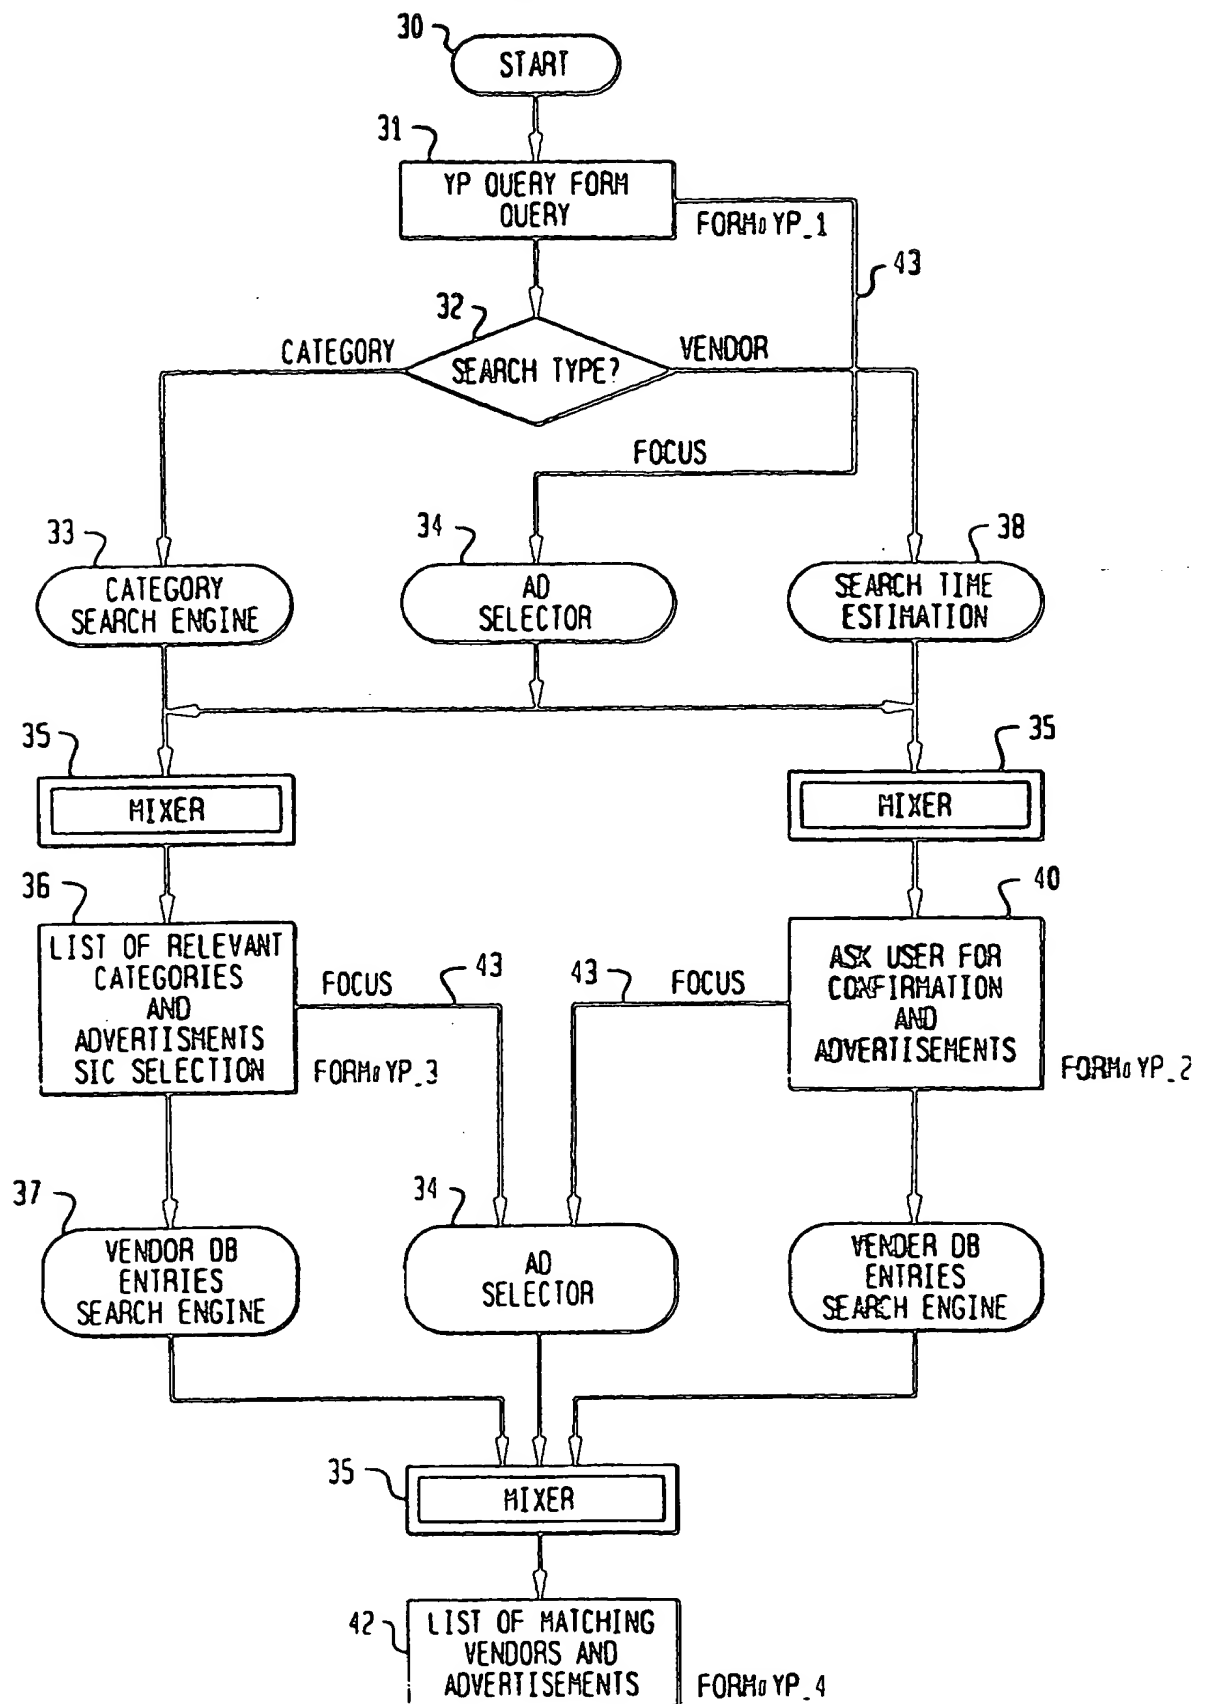 30
START
31
YP QUERY FORM
QUERY
FORM: YP_1
43
32
CATEGORY
SEARCH TYPE?
VENDOR
FOCUS
33
CATEGORY
SEARCH ENGINE
34
AD
SELECTOR
38
SEARCH TIME
ESTIMATION
35
MIXER
35
MIXER
36
LIST OF RELEVANT
CATEGORIES
AND
ADVERTISMENTS
SIC SELECTION
FOCUS
43
FORM: YP_3
43
FOCUS
40
ASK USER FOR
CONFIRMATION
AND
ADVERTISEMENTS
FORM: YP_2
37
VENDOR DB
ENTRIES
SEARCH ENGINE
34
AD
SELECTOR
VENDER DB
ENTRIES
SEARCH ENGINE
35
MIXER
42
LIST OF MATCHING
VENDORS AND
ADVERTISEMENTS
FORM: YP_4